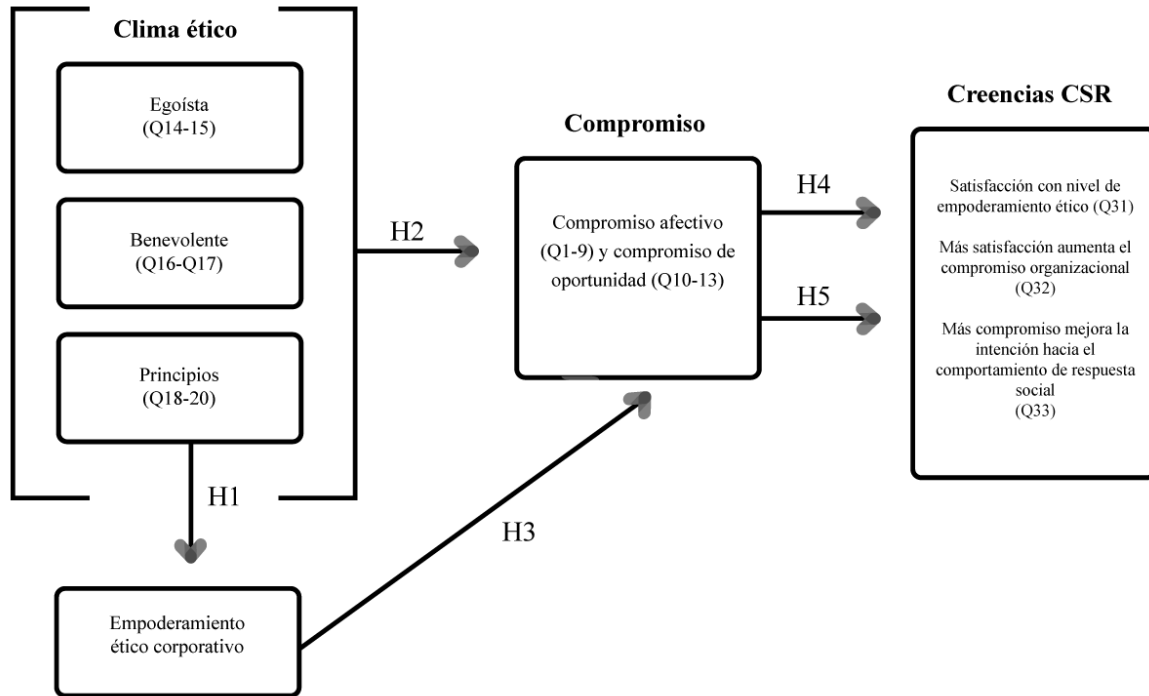 Clima ético
Egoísta
(Q14-15)
Benevolente
(Q16-Q17)
Principios
(Q18-20)
H1
Empoderamiento
ético corporativo
H2
H3
Compromiso
Compromiso afectivo
(Q1-9) y compromiso de
oportunidad (Q10-13)
H4
H5
Creencias CSR
Satisfacción con nivel de
empoderamiento ético (Q31)
Más satisfacción aumenta el
compromiso organizacional
(Q32)
Más compromiso mejora la
intención hacia el
comportamiento de respuesta
social
(Q33)